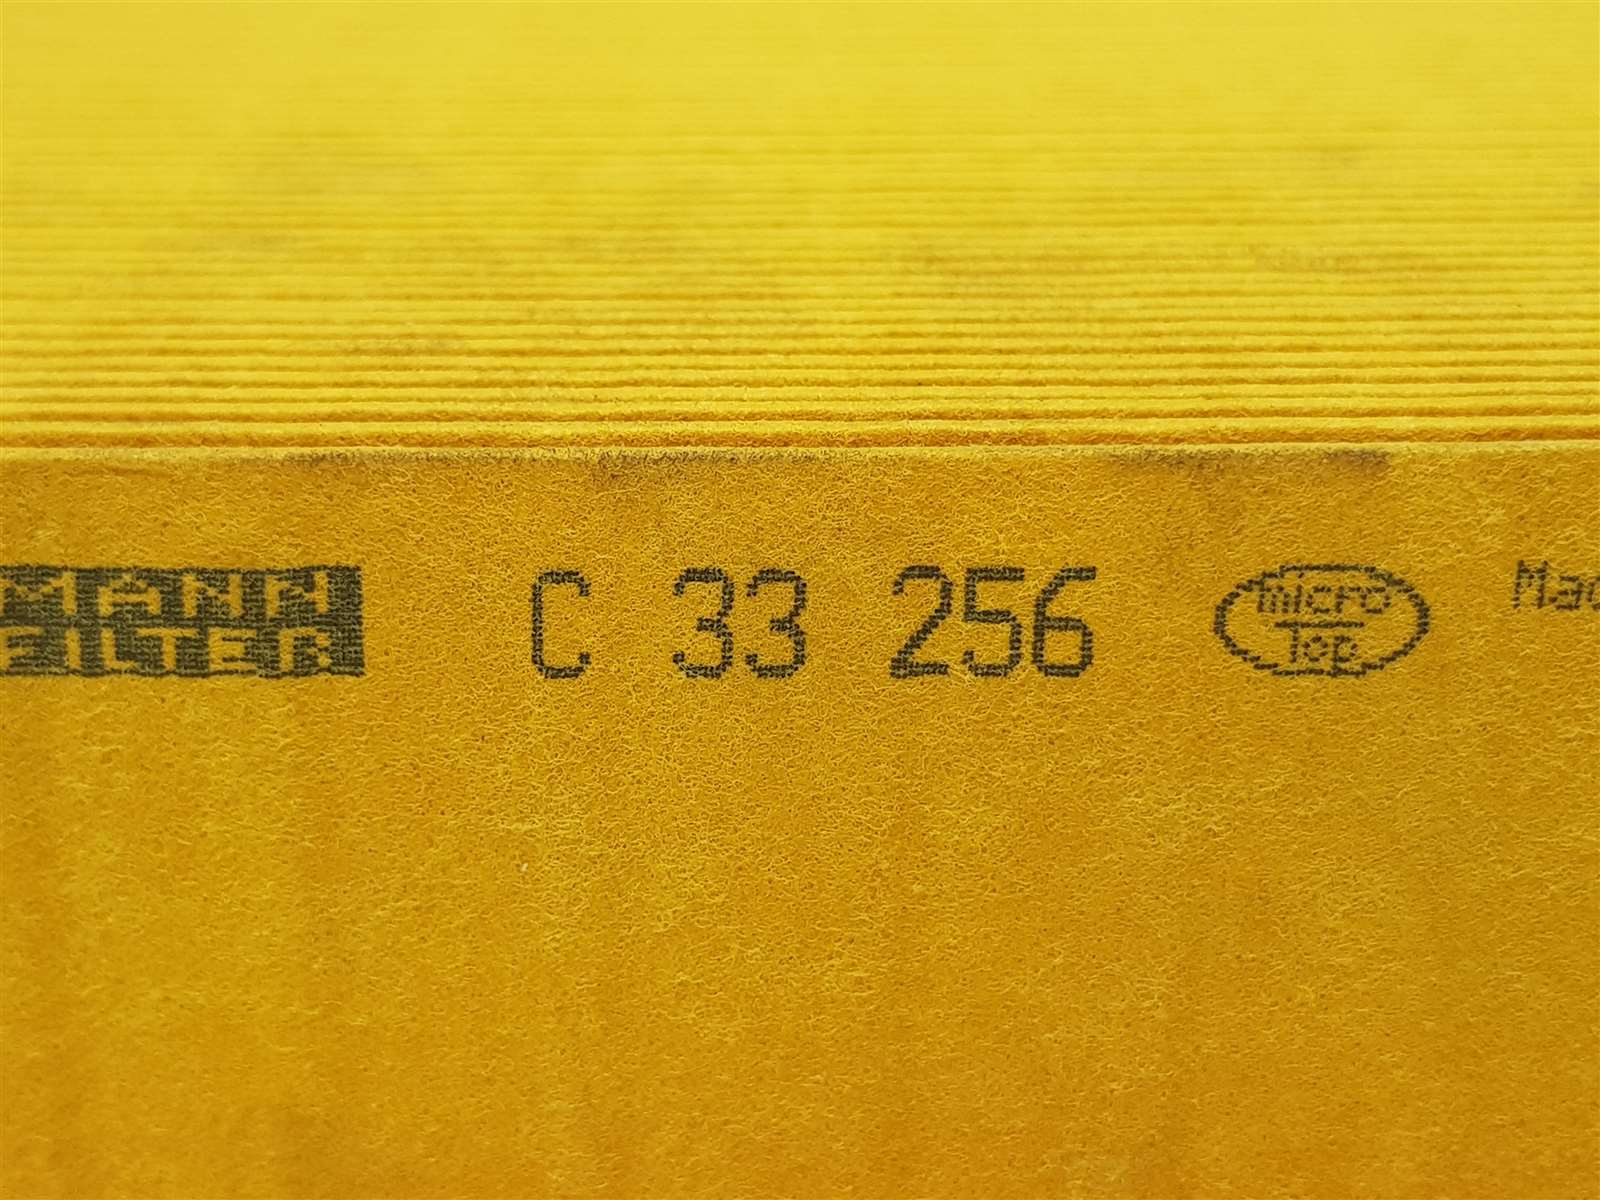 MANN
FILTER
C 33 256
micro
Top